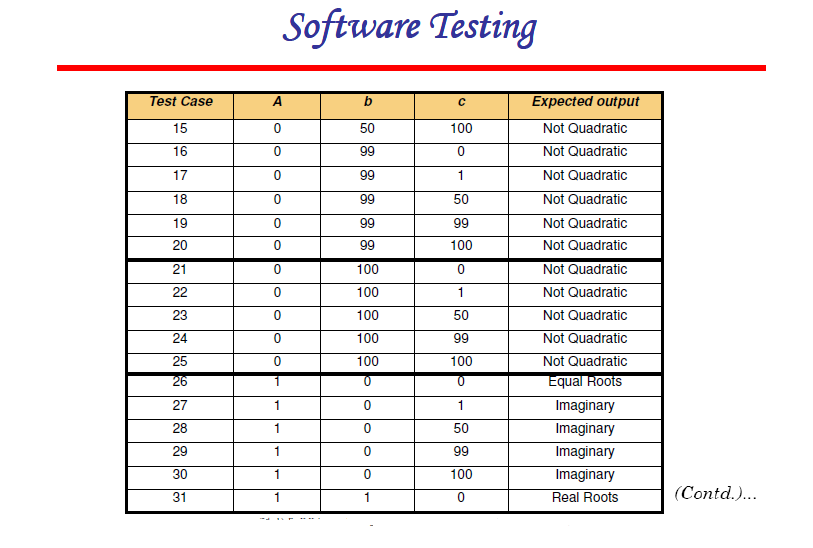 Software Testing
Test Case A b c Expected output
15 0 50 100 Not Quadratic
16 0 99 0 Not Quadratic
17 0 99 1 Not Quadratic
18 0 99 50 Not Quadratic
19 0 99 99 Not Quadratic
20 0 99 100 Not Quadratic
21 0 100 0 Not Quadratic
22 0 100 1 Not Quadratic
23 0 100 50 Not Quadratic
24 0 100 99 Not Quadratic
25 0 100 100 Not Quadratic
26 1 0 0 Equal Roots
27 1 0 1 Imaginary
28 1 0 50 Imaginary
29 1 0 99 Imaginary
30 1 0 100 Imaginary
31 1 1 0 Real Roots
(Contd.)...